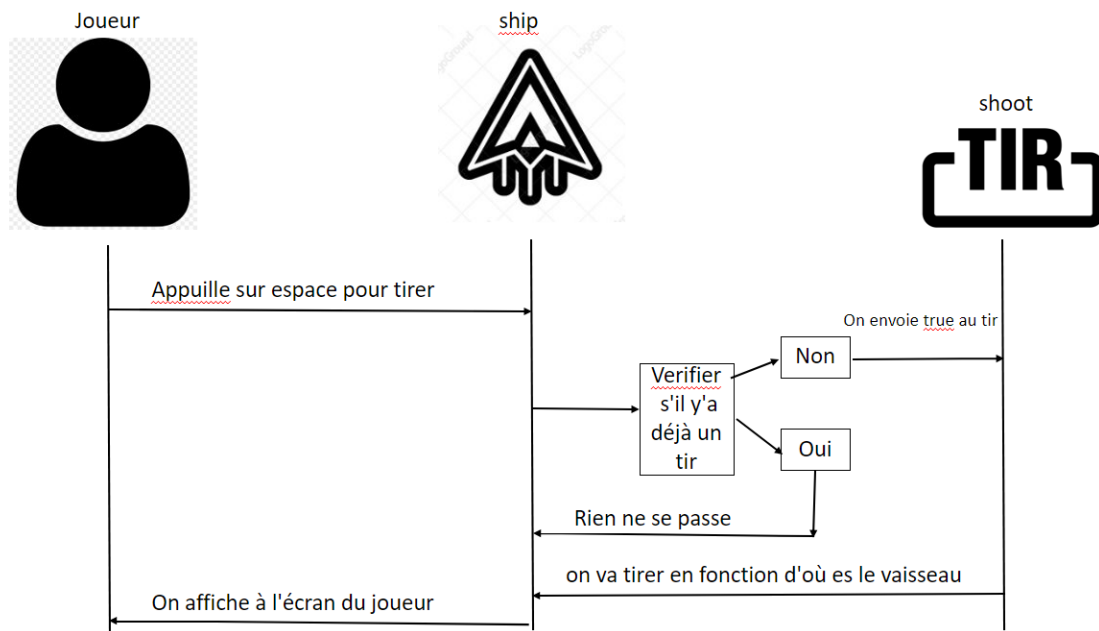 Joueur
ship
LogoGround
LogoGround
shoot
TIR
Appuille sur espace pour tirer
On envoie true au tir
Non
Verifier
s'il y'a
déjà un
tir
Oui
Rien ne se passe
on va tirer en fonction d'où es le vaisseau
On affiche à l'écran du joueur